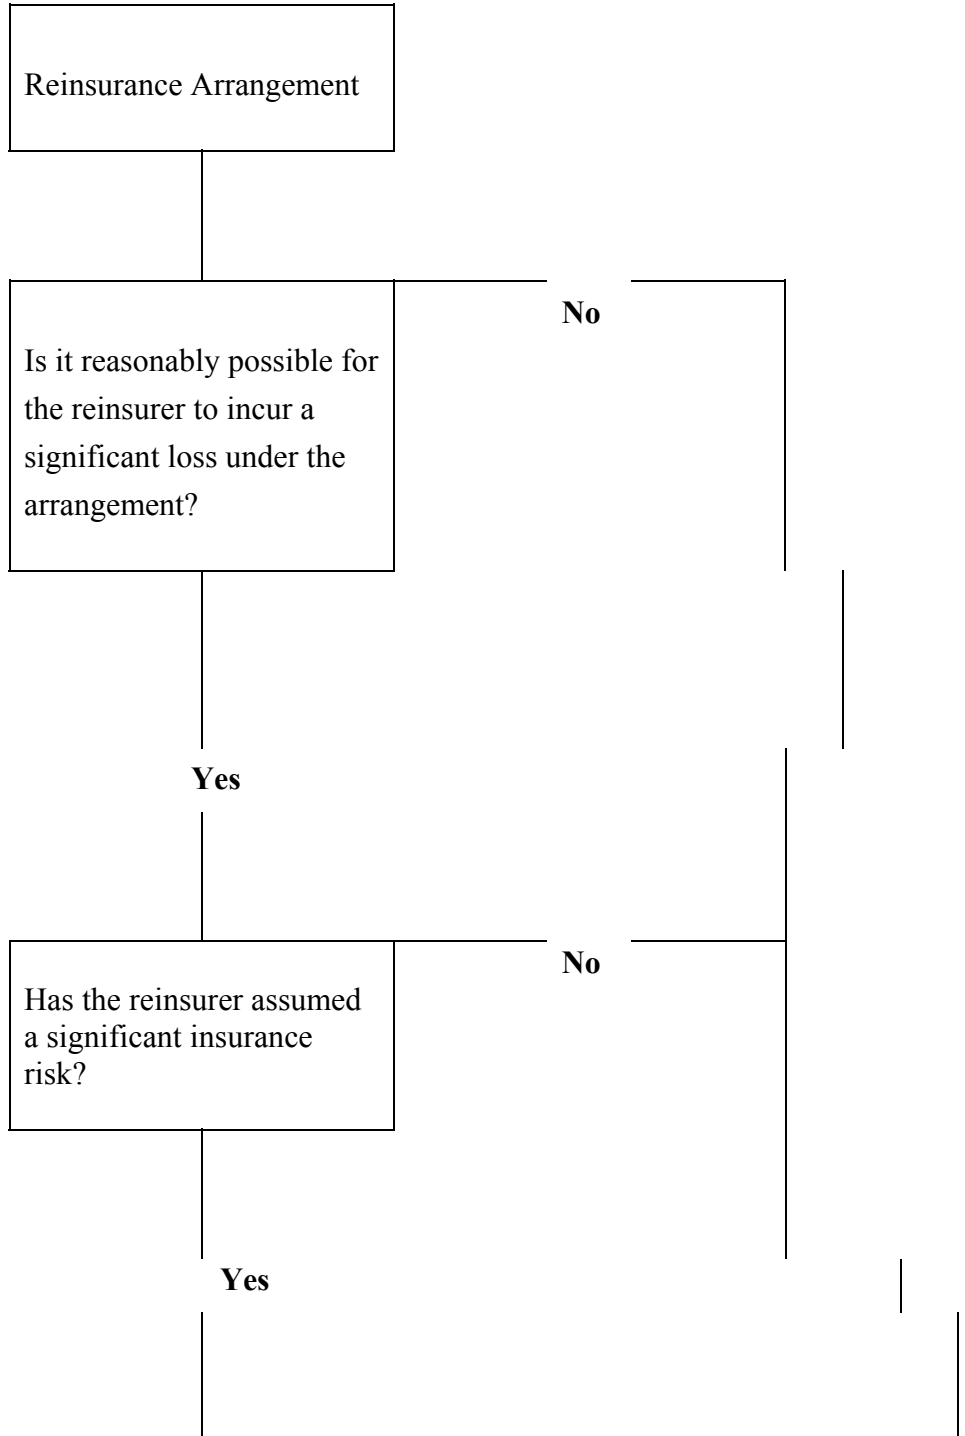 Reinsurance Arrangement
No
Is it reasonably possible for
the reinsurer to incur a
significant loss under the
arrangement?
Yes
No
Has the reinsurer assumed
a significant insurance
risk?
Yes